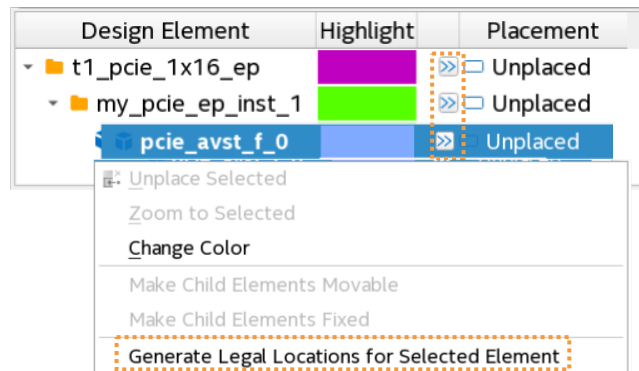 Design Element Highlight Placement
t1_pcie_1x16_ep >> Unplaced
my_pcie_ep_inst_1 >> Unplaced
pcie_avst_f_0 >> Unplaced
Unplace Selected
Zoom to Selected
Change Color
Make Child Elements Movable
Make Child Elements Fixed
Generate Legal Locations for Selected Element